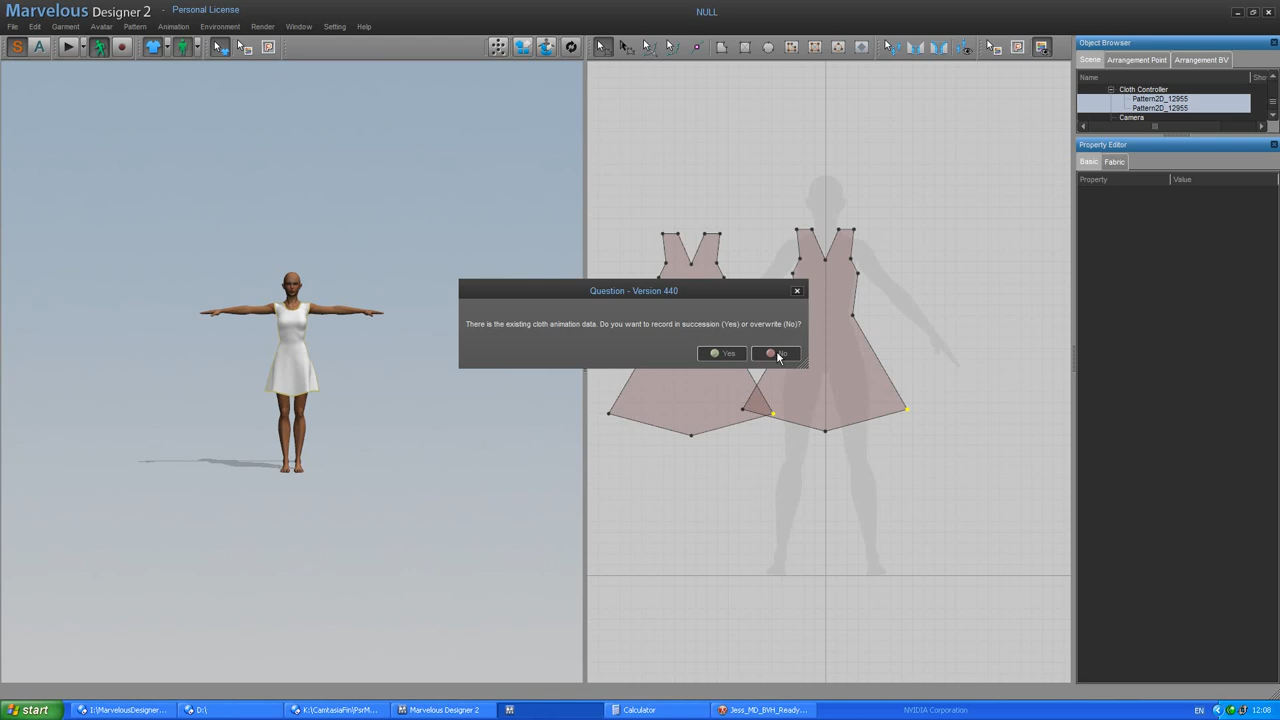 Marvelous Designer 2 • Personal License
NULL
File Edit Garment Avatar Pattern Animation Environment Render Window Setting Help
S A
Object Browser
Scene Arrangement Point Arrangement BV
Name Sho
Cloth Controller
Pattern2D_12955
Pattern2D_12955
Camera
Property Editor
Basic Fabric
Property Value
Question - Version 440
There is the existing cloth animation data. Do you want to record in succession (Yes) or overwrite (No)?
Yes No
start I:\MarvelousDesigner... D:\ K:\CamtasiaFin\PsrM... Marvelous Designer 2 Calculator Jess_MD_BVH_Ready... NVIDIA Corporation EN 12:08